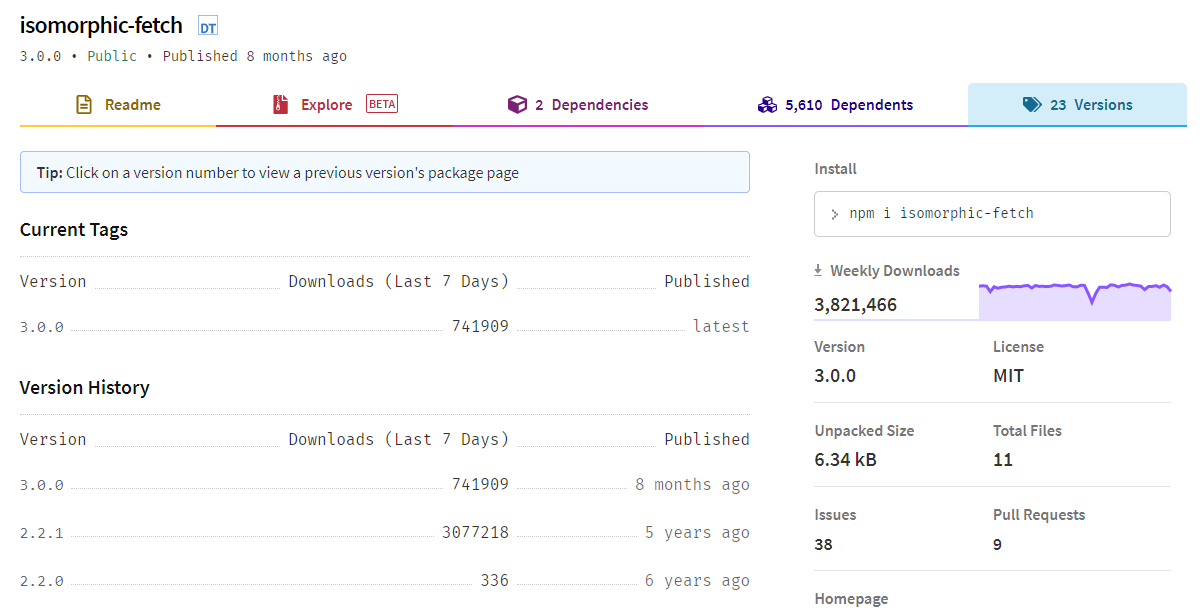 isomorphic-fetch DT
3.0.0 • Public • Published 8 months ago
Readme
Explore BETA
2 Dependencies
5,610 Dependents
23 Versions
Tip: Click on a version number to view a previous version's package page
Current Tags
Version Downloads (Last 7 Days) Published
3.0.0 741909 latest
Version History
Version Downloads (Last 7 Days) Published
3.0.0 741909 8 months ago
2.2.1 3077218 5 years ago
2.2.0 336 6 years ago
Install
> npm i isomorphic-fetch
Weekly Downloads
3,821,466
Version License
3.0.0 MIT
Unpacked Size Total Files
6.34 kB 11
Issues Pull Requests
38 9
Homepage